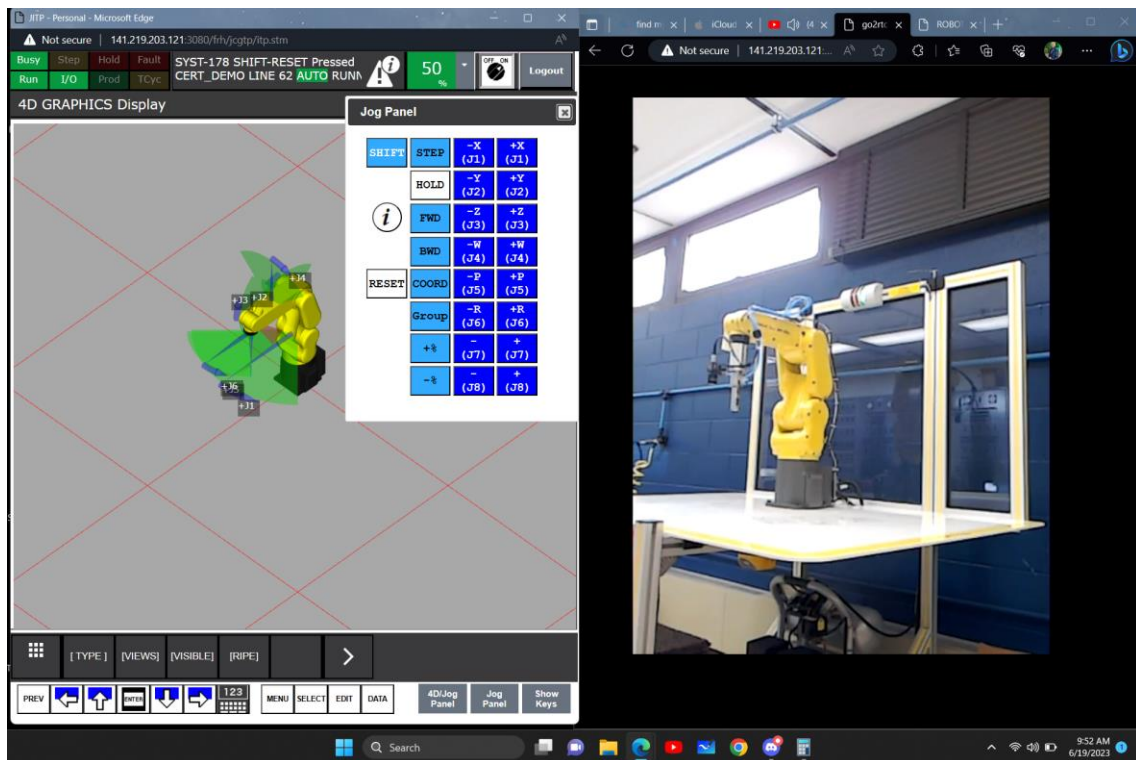 JITP - Personal - Microsoft Edge
Not secure | 141.219.203.121:3080/frh/jcgtp/itp.stm
Busy Step Hold Fault
Run I/O Prod TCyc
SYST-178 SHIFT-RESET Pressed
CERT_DEMO LINE 62 AUTO RUNN
50 %
OFF ON
Logout
4D GRAPHICS Display
Jog Panel
SHIFT STEP -X (J1) +X (J1)
HOLD -Y (J2) +Y (J2)
FWD -Z (J3) +Z (J3)
BWD -W (J4) +W (J4)
RESET COORD -P (J5) +P (J5)
Group -R (J6) +R (J6)
+% - (J7) + (J7)
-% - (J8) + (J8)
+J4
+J3 +J2
+J6
+J1
[ TYPE ] [VIEWS] [VISIBLE] [RIPE] >
PREV ENTER 123 MENU SELECT EDIT DATA 4D/Jog Panel Jog Panel Show Keys
find m iCloud (4 go2rtc ROBO
Not secure | 141.219.203.121...
Search
9:52 AM
6/19/2023
1